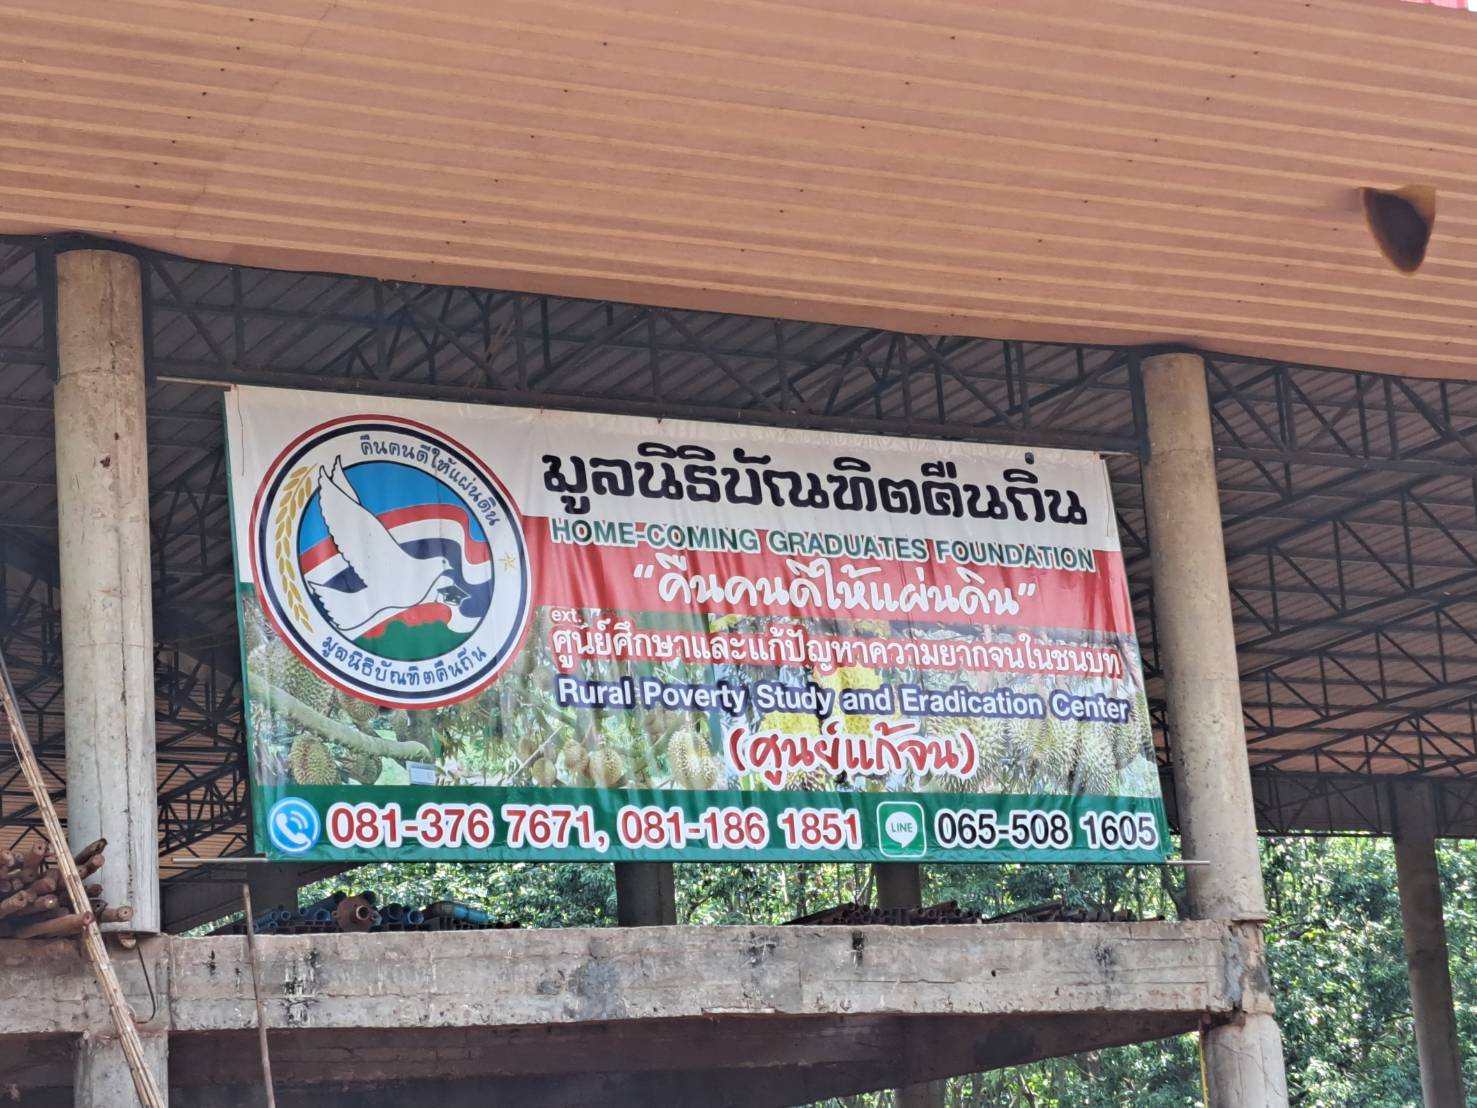 คืนคนดีให้แผ่นดิน
มูลนิธิบัณฑิตคืนถิ่น
มูลนิธิบัณฑิตคืนถิ่น
HOME-COMING GRADUATES FOUNDATION
“คืนคนดีให้แผ่นดิน”
ext.
ศูนย์ศึกษาและแก้ปัญหาความยากจนในชนบท
Rural Poverty Study and Eradication Center
(ศูนย์แก้จน)
081-376 7671, 081-186 1851 LINE 065-508 1605